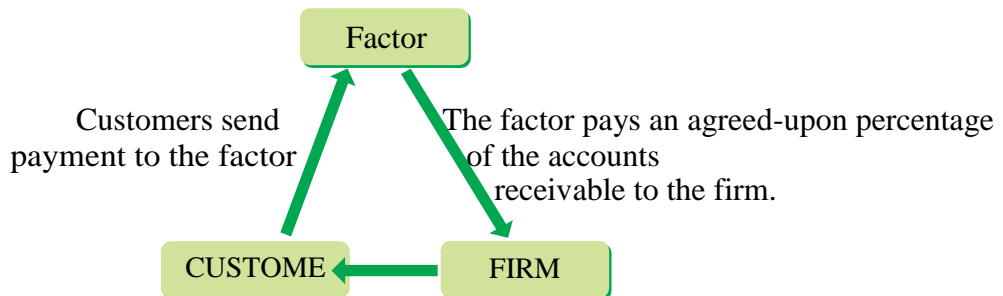 Factor
Customers send
payment to the factor
The factor pays an agreed-upon percentage
of the accounts
receivable to the firm.
CUSTOME
FIRM